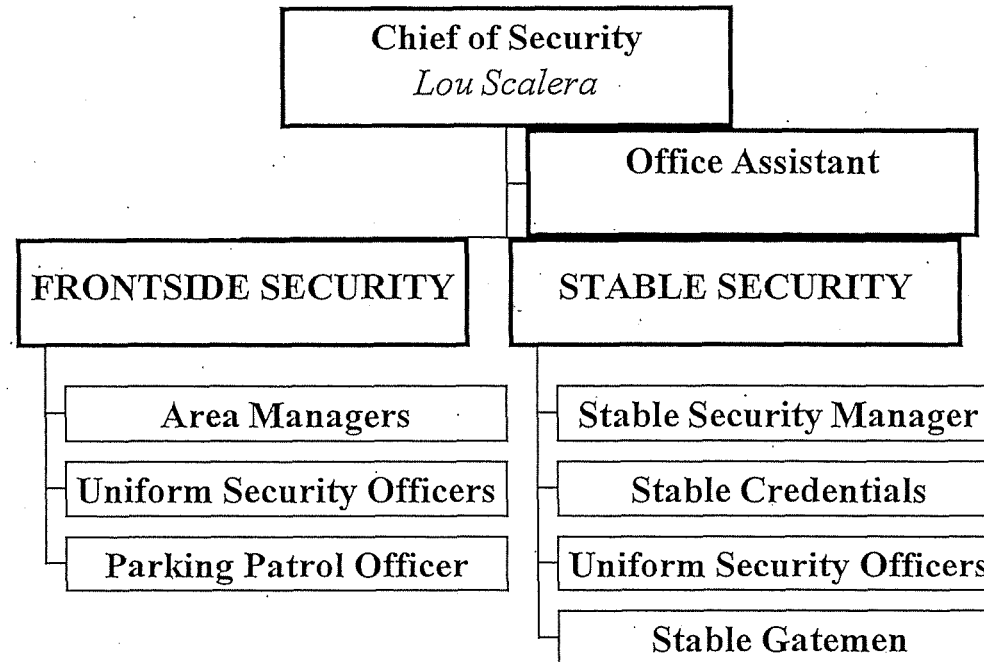 Chief of Security
Lou Scalera
Office Assistant
FRONTSIDE SECURITY
Area Managers
Uniform Security Officers
Parking Patrol Officer
STABLE SECURITY
Stable Security Manager
Stable Credentials
Uniform Security Officers
Stable Gatemen